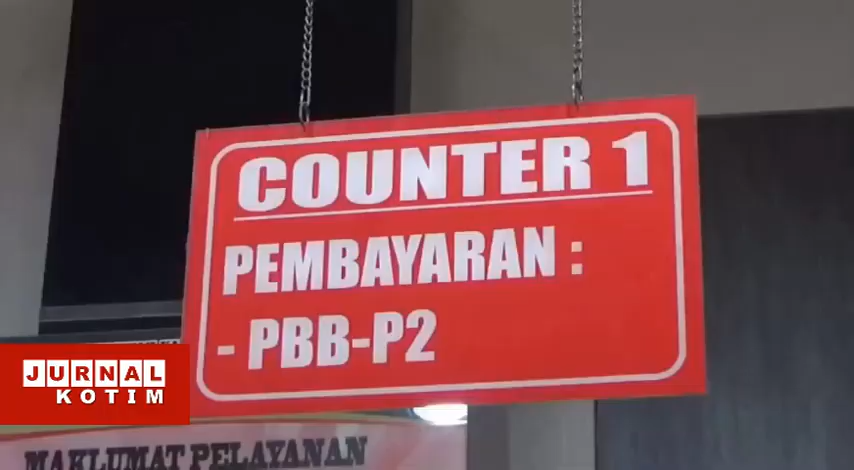 COUNTER 1
PEMBAYARAN :
- PBB-P2
JURNAL
KOTIM
MAKLUMAT PELAYANAN